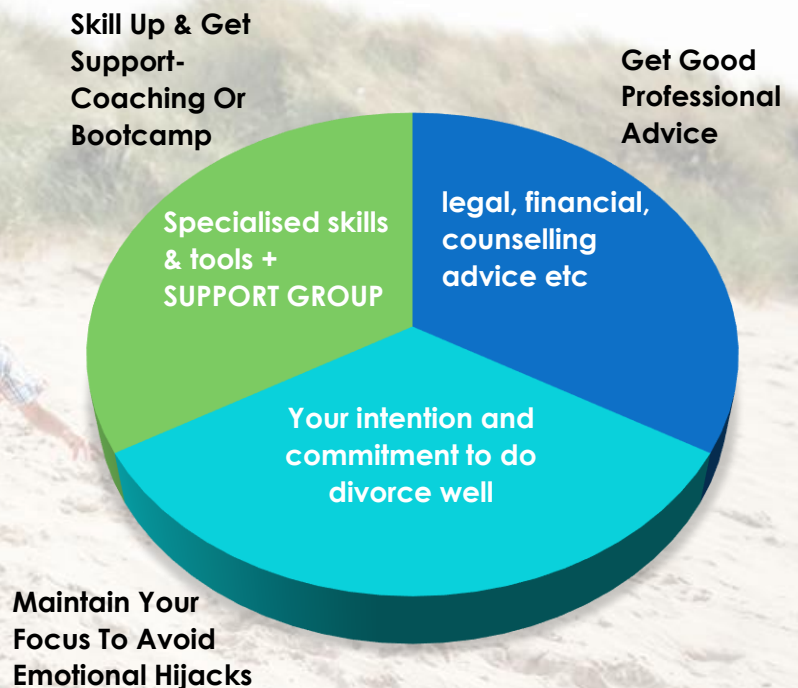 Skill Up & Get
Support-
Coaching Or
Bootcamp
Get Good
Professional
Advice
Specialised skills
& tools +
SUPPORT GROUP
legal, financial,
counselling
advice etc
Your intention and
commitment to do
divorce well
Maintain Your
Focus To Avoid
Emotional Hijacks